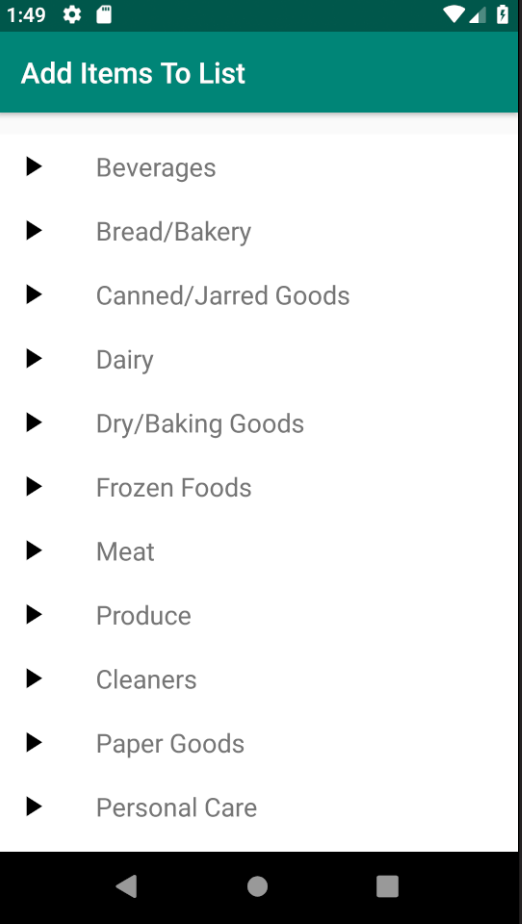 1:49
Add Items To List
Beverages
Bread/Bakery
Canned/Jarred Goods
Dairy
Dry/Baking Goods
Frozen Foods
Meat
Produce
Cleaners
Paper Goods
Personal Care